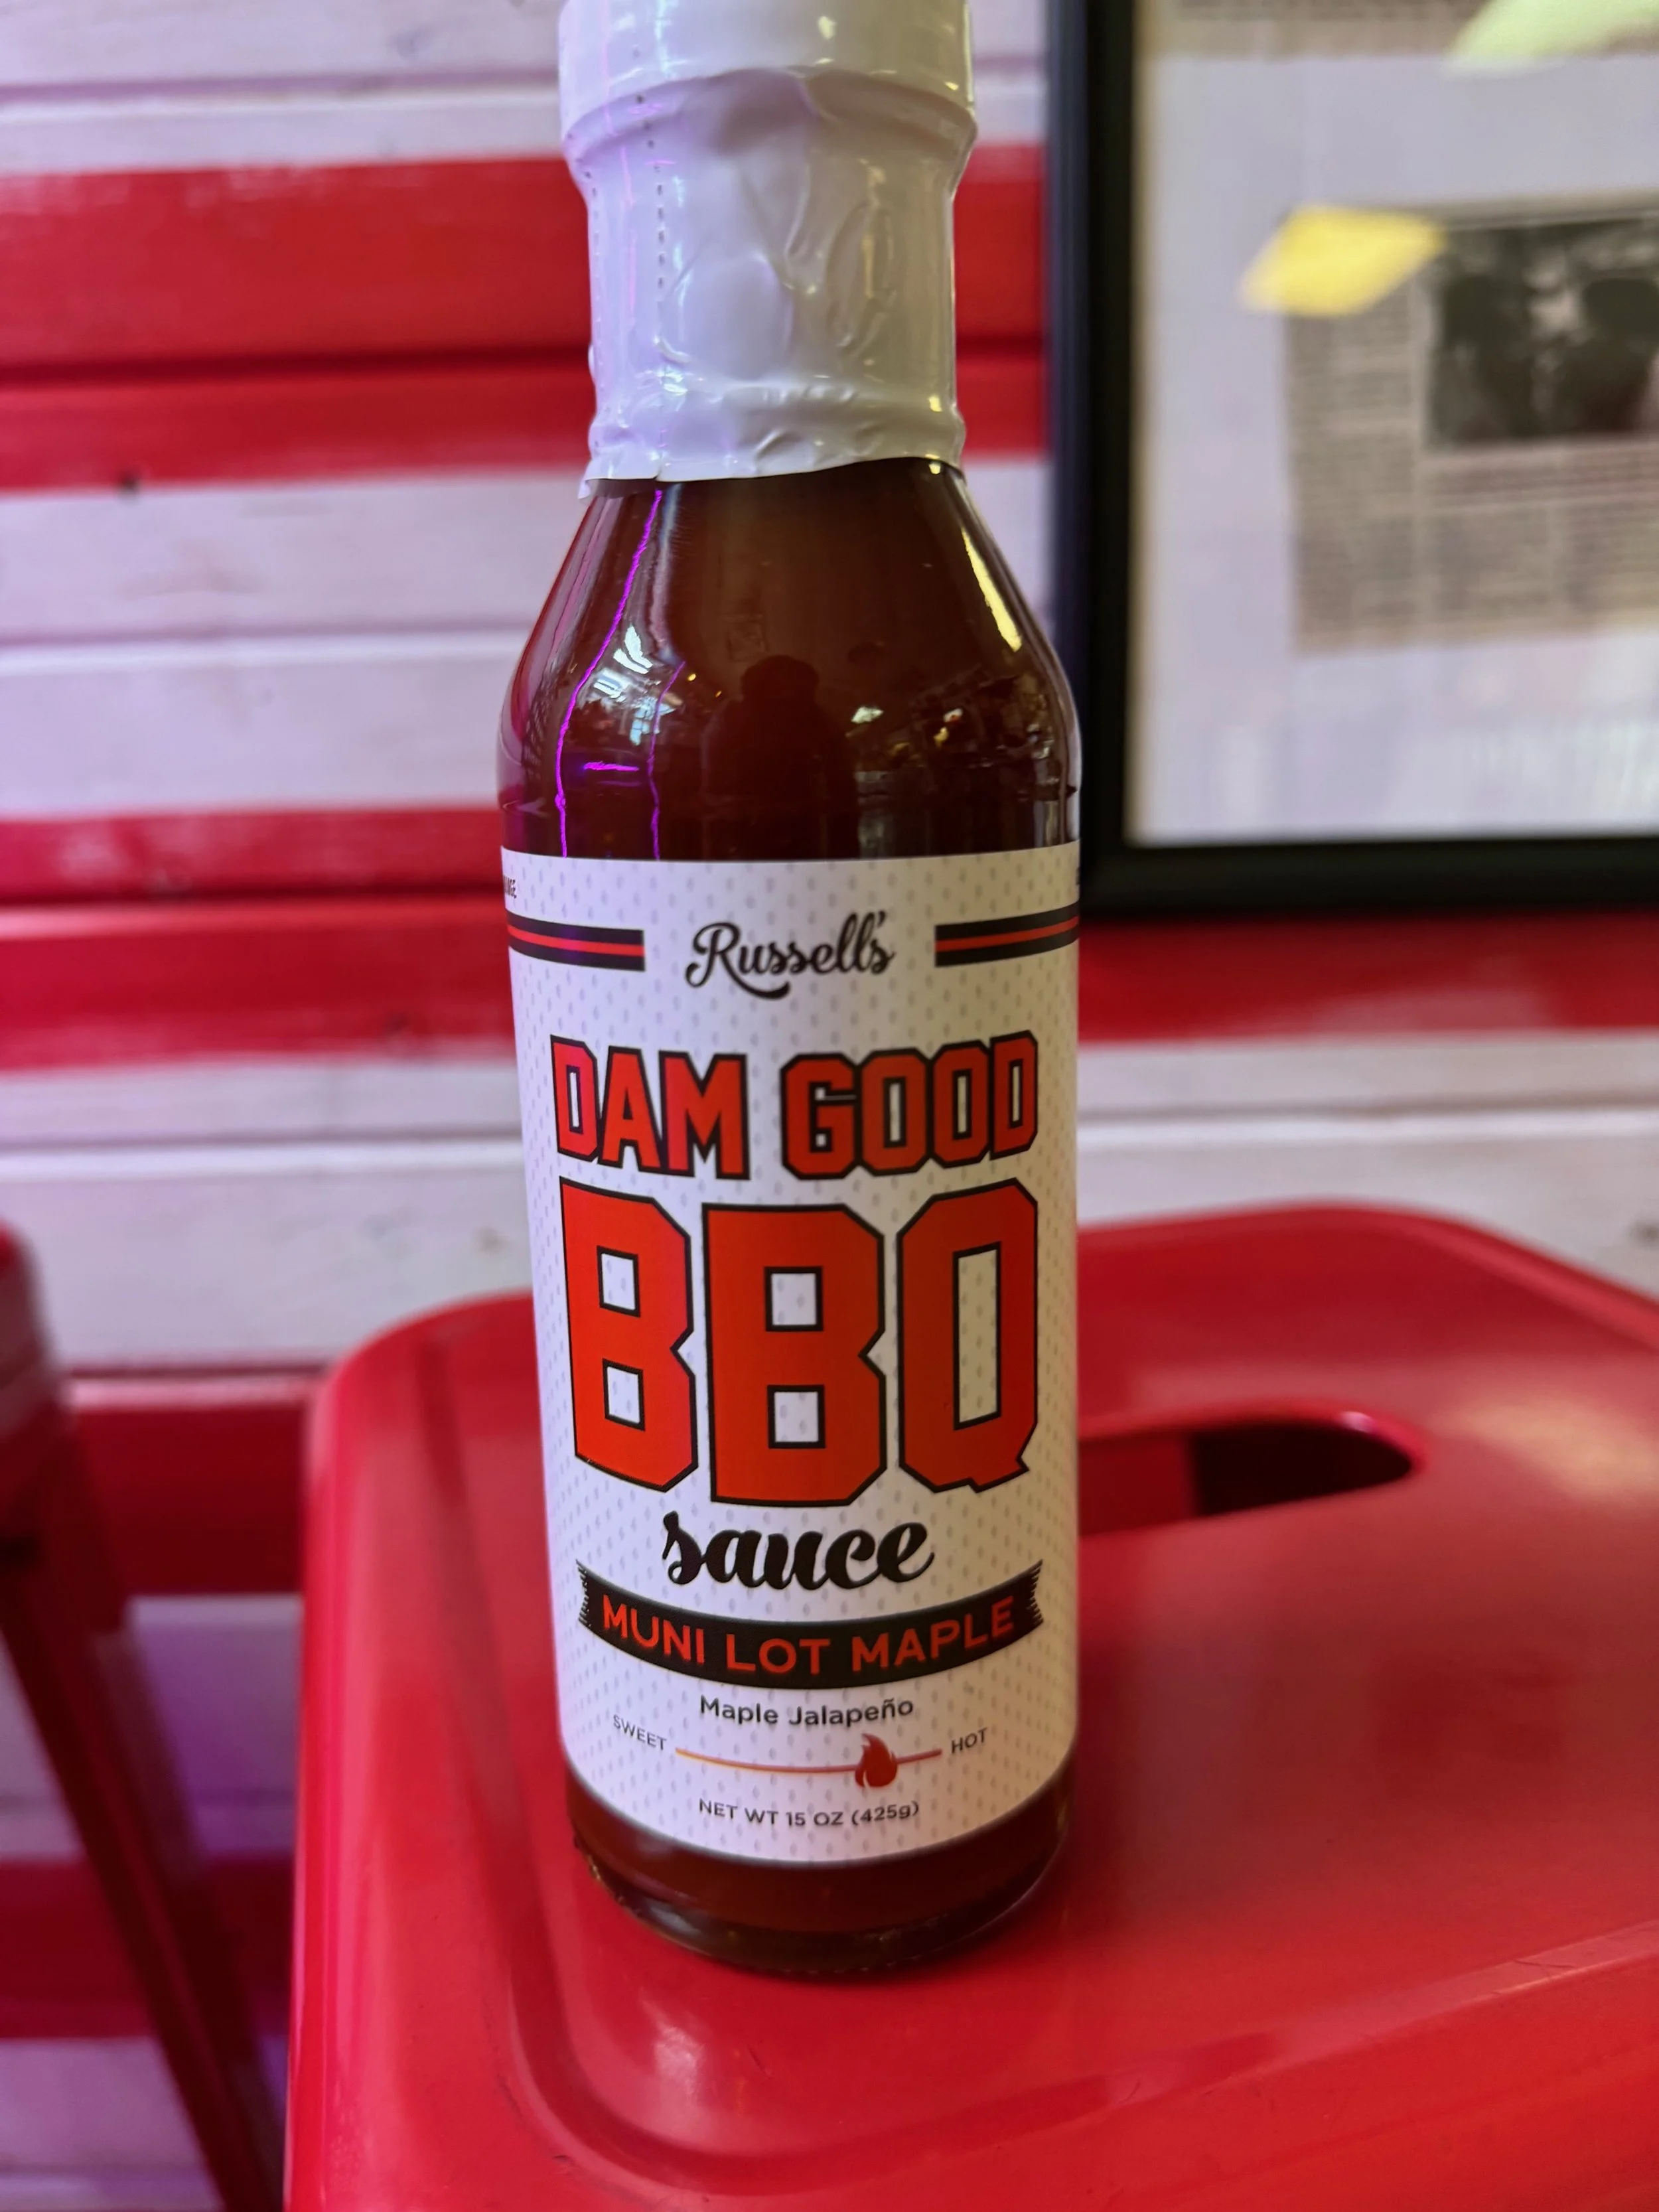 Russell's
DAM GOOD
BBQ
sauce
MUNI LOT MAPLE
Maple Jalapeño
SWEET HOT
NET WT 15 OZ (425g)